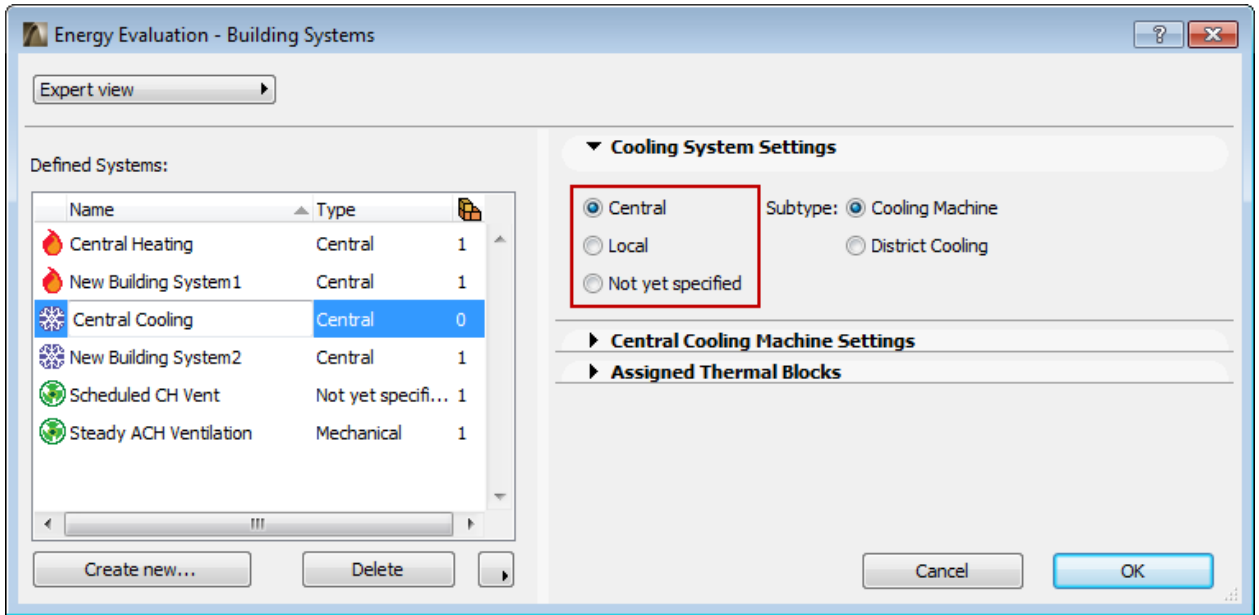 Energy Evaluation - Building Systems
Expert view
Defined Systems:
Name Type
Central Heating Central 1
New Building System1 Central 1
Central Cooling Central 0
New Building System2 Central 1
Scheduled CH Vent Not yet specifi... 1
Steady ACH Ventilation Mechanical 1
Create new... Delete
Cooling System Settings
Central Subtype: Cooling Machine
Local District Cooling
Not yet specified
Central Cooling Machine Settings
Assigned Thermal Blocks
Cancel OK